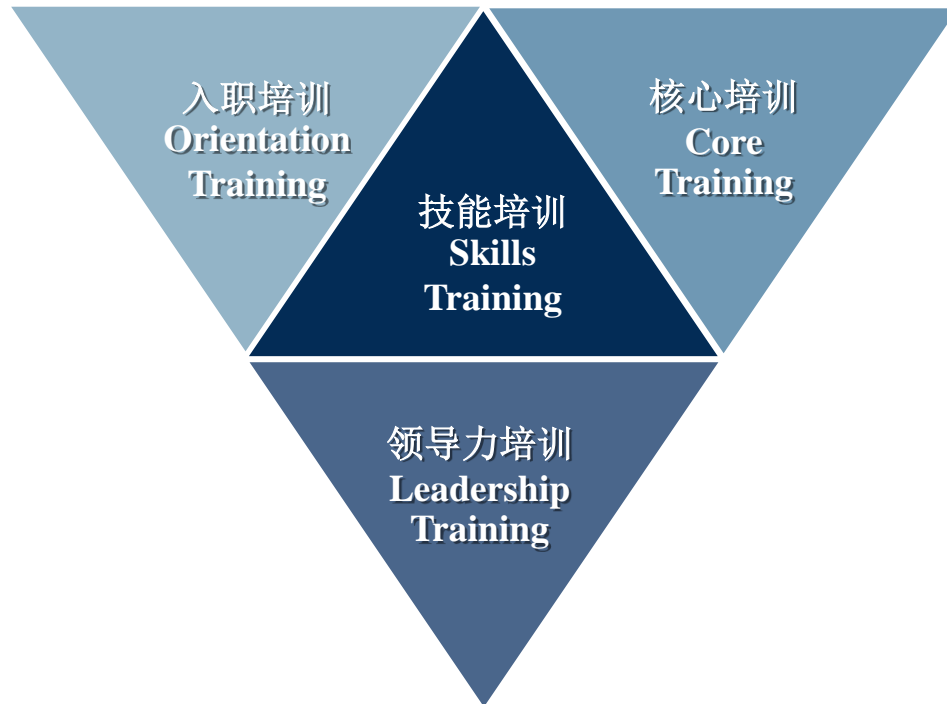 入职培训
Orientation
Training
核心培训
Core
Training
技能培训
Skills
Training
领导力培训
Leadership
Training